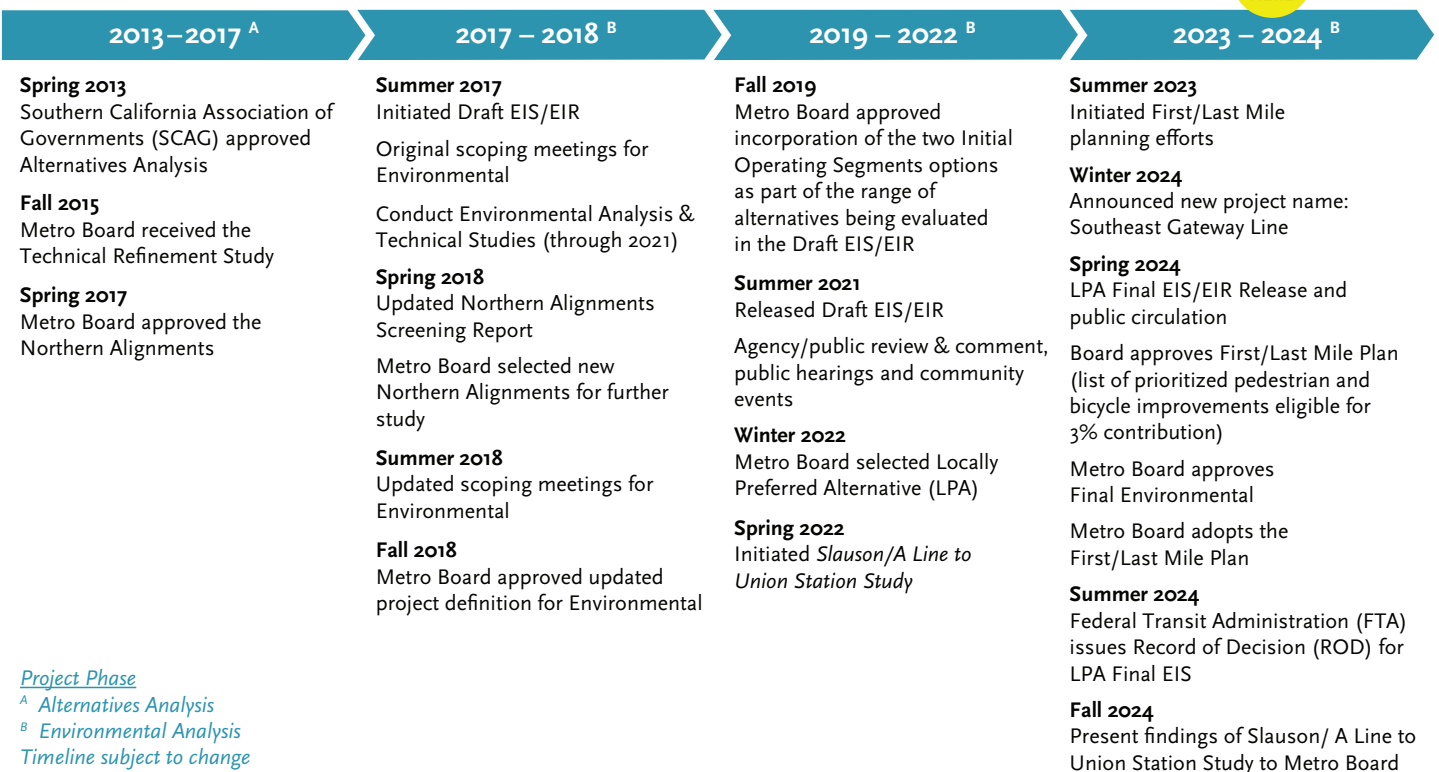 2013–2017 A
Spring 2013
Southern California Association of
Governments (SCAG) approved
Alternatives Analysis
Fall 2015
Metro Board received the
Technical Refinement Study
Spring 2017
Metro Board approved the
Northern Alignments
Project Phase
A Alternatives Analysis
B Environmental Analysis
Timeline subject to change
2017 – 2018 B
Summer 2017
Initiated Draft EIS/EIR
Original scoping meetings for
Environmental
Conduct Environmental Analysis &
Technical Studies (through 2021)
Spring 2018
Updated Northern Alignments
Screening Report
Metro Board selected new
Northern Alignments for further
study
Summer 2018
Updated scoping meetings for
Environmental
Fall 2018
Metro Board approved updated
project definition for Environmental
2019 – 2022 B
Fall 2019
Metro Board approved
incorporation of the two Initial
Operating Segments options
as part of the range of
alternatives being evaluated
in the Draft EIS/EIR
Summer 2021
Released Draft EIS/EIR
Agency/public review & comment,
public hearings and community
events
Winter 2022
Metro Board selected Locally
Preferred Alternative (LPA)
Spring 2022
Initiated Slauson/A Line to
Union Station Study
2023 – 2024 B
Summer 2023
Initiated First/Last Mile
planning efforts
Winter 2024
Announced new project name:
Southeast Gateway Line
Spring 2024
LPA Final EIS/EIR Release and
public circulation
Board approves First/Last Mile Plan
(list of prioritized pedestrian and
bicycle improvements eligible for
3% contribution)
Metro Board approves
Final Environmental
Metro Board adopts the
First/Last Mile Plan
Summer 2024
Federal Transit Administration (FTA)
issues Record of Decision (ROD) for
LPA Final EIS
Fall 2024
Present findings of Slauson/ A Line to
Union Station Study to Metro Board